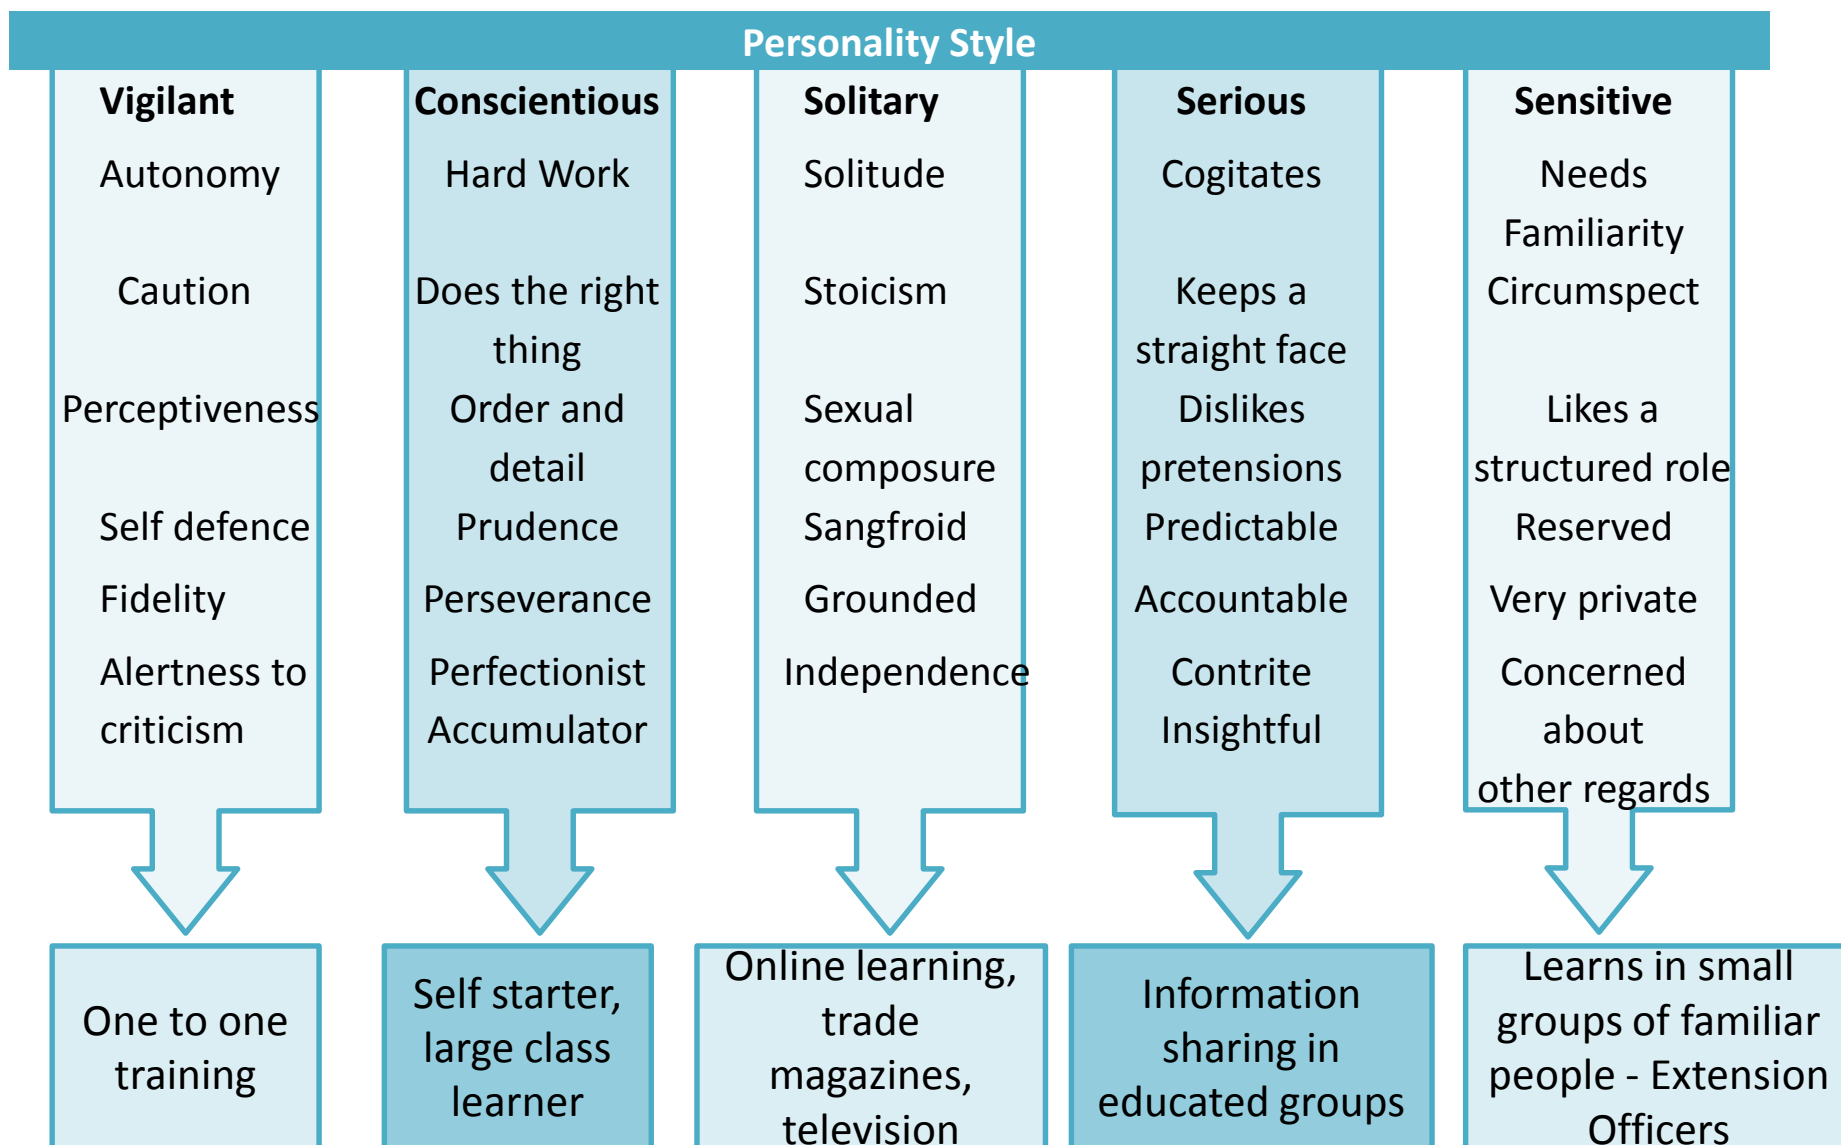 Personality Style
Vigilant
Autonomy
Caution
Perceptiveness
Self defence
Fidelity
Alertness to
criticism
One to one
training
Conscientious
Hard Work
Does the right
thing
Order and
detail
Prudence
Perseverance
Perfectionist
Accumulator
Self starter,
large class
learner
Solitary
Solitude
Stoicism
Sexual
composure
Sangfroid
Grounded
Independence
Online learning,
trade
magazines,
television
Serious
Cogitates
Keeps a
straight face
Dislikes
pretensions
Predictable
Accountable
Contrite
Insightful
Information
sharing in
educated groups
Sensitive
Needs
Familiarity
Circumspect
Likes a
structured role
Reserved
Very private
Concerned
about
other regards
Learns in small
groups of familiar
people - Extension
Officers